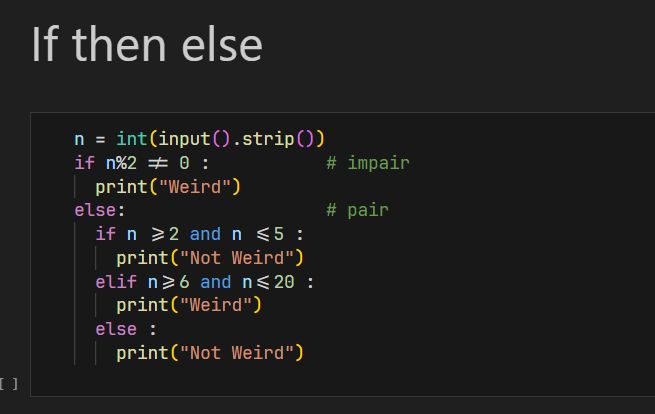 If then else
n = int(input().strip())
if n%2 != 0 :          # impair
  print("Weird")
else:                   # pair
  if n >=2 and n <=5 :
    print("Not Weird")
  elif n>=6 and n<=20 :
    print("Weird")
  else :
    print("Not Weird")
[ ]